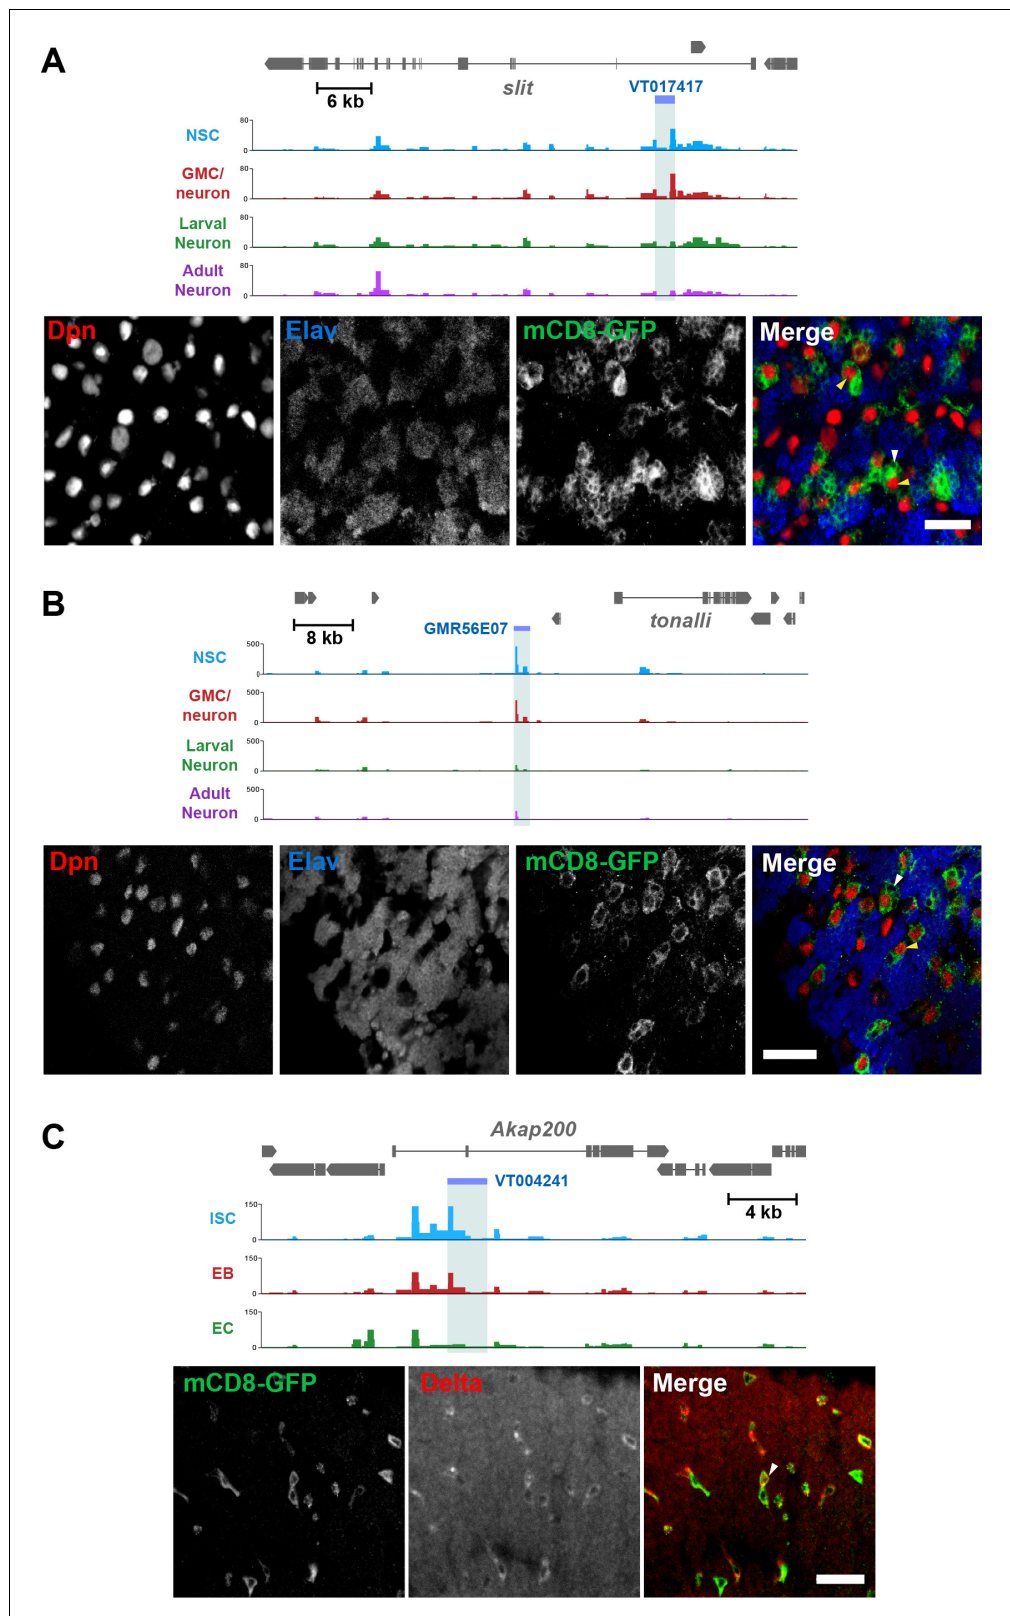 A
slit
6 kb
VT017417
NSC
80
0
GMC/
neuron
80
0
Larval
Neuron
80
0
Adult
Neuron
80
0
Dpn
Elav
mCD8-GFP
Merge
B
8 kb
GMR56E07
tonalli
NSC
500
0
GMC/
neuron
500
0
Larval
Neuron
500
0
Adult
Neuron
500
0
Dpn
Elav
mCD8-GFP
Merge
C
Akap200
VT004241
4 kb
ISC
150
0
EB
150
0
EC
150
0
mCD8-GFP
Delta
Merge